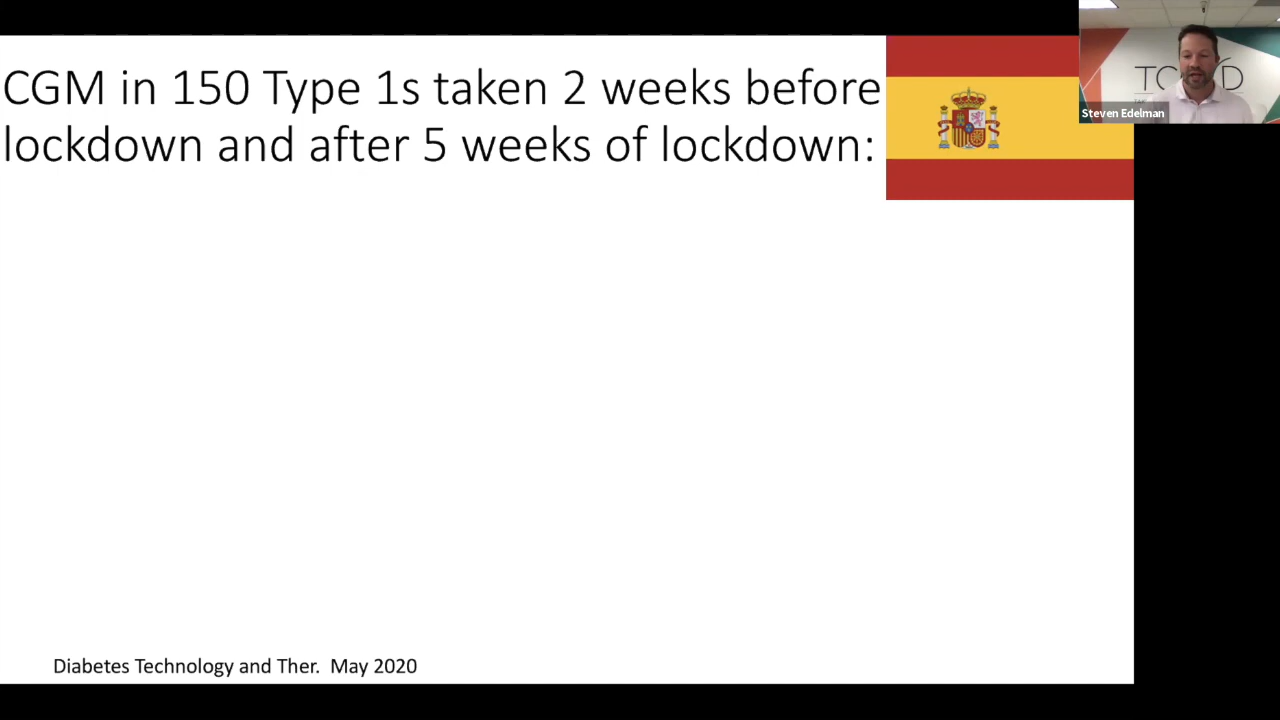 CGM in 150 Type 1s taken 2 weeks before
lockdown and after 5 weeks of lockdown:
Steven Edelman
Diabetes Technology and Ther. May 2020